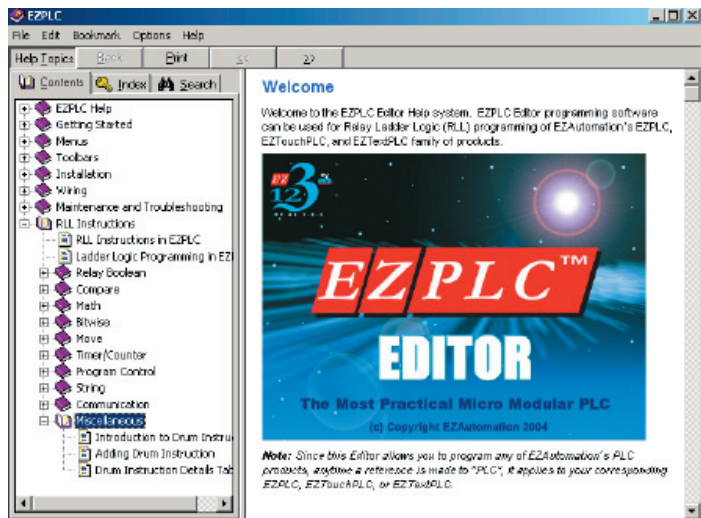 EZPLC
File Edit Bookmark Options Help
Help Topics Back Print << >>
Contents Index Search
EZPLC Help
Getting Started
Menus
Toolbars
Installation
Wiring
Maintenance and Troubleshooting
RLL Instructions
RLL Instructions in EZPLC
Ladder Logic Programming in EZI
Relay Boolean
Compare
Math
Bitwise
Move
Timer/Counter
Program Control
String
Communication
Miscellaneous
Introduction to Drum Instru
Adding Drum Instruction
Drum Instruction Details Tab
Welcome
Welcome to the EZPLC Editor Help system. EZPLC Editor programming software
can be used for Relay Ladder Logic (RLL) programming of EZAutomation's EZPLC,
EZTouchPLC, and EZTextPLC family of products.
EZ 3
12
EZPLC™
EDITOR
The Most Practical Micro Modular PLC
(c) Copyright EZAutomation 2004
Note: Since this Editor allows you to program any of EZAutomation's PLC
products, anytime a reference is made to "PLC", it applies to your corresponding
EZPLC, EZTouchPLC, or EZTextPLC.